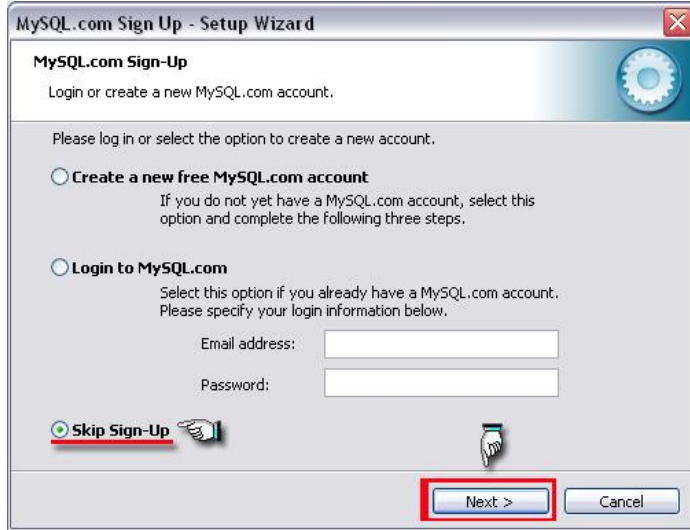 MySQL.com Sign Up - Setup Wizard
MySQL.com Sign-Up
Login or create a new MySQL.com account.
Please log in or select the option to create a new account.
Create a new free MySQL.com account
If you do not yet have a MySQL.com account, select this
option and complete the following three steps.
Login to MySQL.com
Select this option if you already have a MySQL.com account.
Please specify your login information below.
Email address:
Password:
Skip Sign-Up
Next >
Cancel